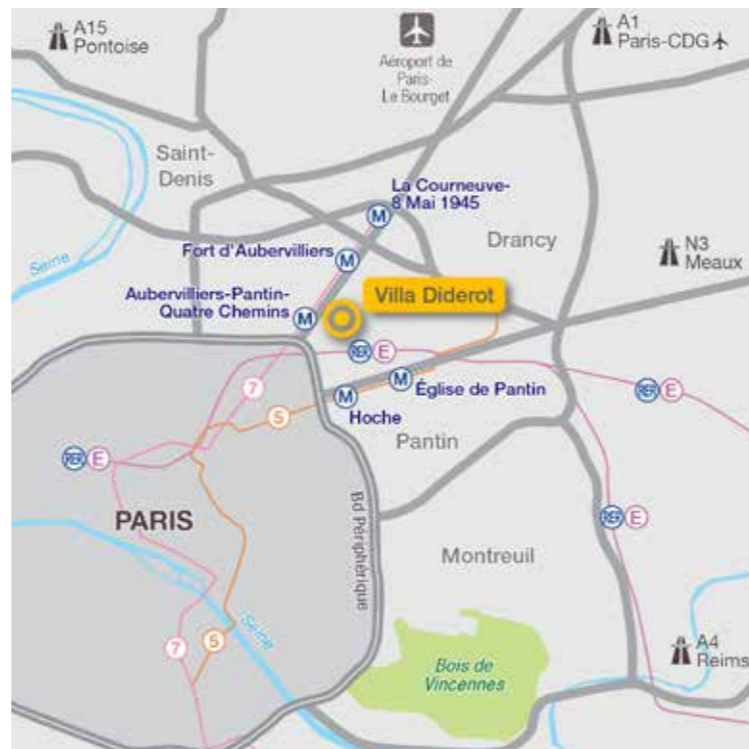 A15
Pontoise
Aéroport de
Paris-
Le Bourget
A1
Paris-CDG
Saint-
Denis
La Courneuve-
8 Mai 1945
M
Drancy
N3
Meaux
Seine
Fort d'Aubervilliers
M
Villa Diderot
Aubervilliers-Pantin-
Quatre Chemins
M
RER E
7
M
Église de Pantin
M
Hoche
RER E
5
Pantin
RER E
PARIS
Bd Périphérique
RER E
Montreuil
Seine
7
5
Bois de
Vincennes
A4
Reims